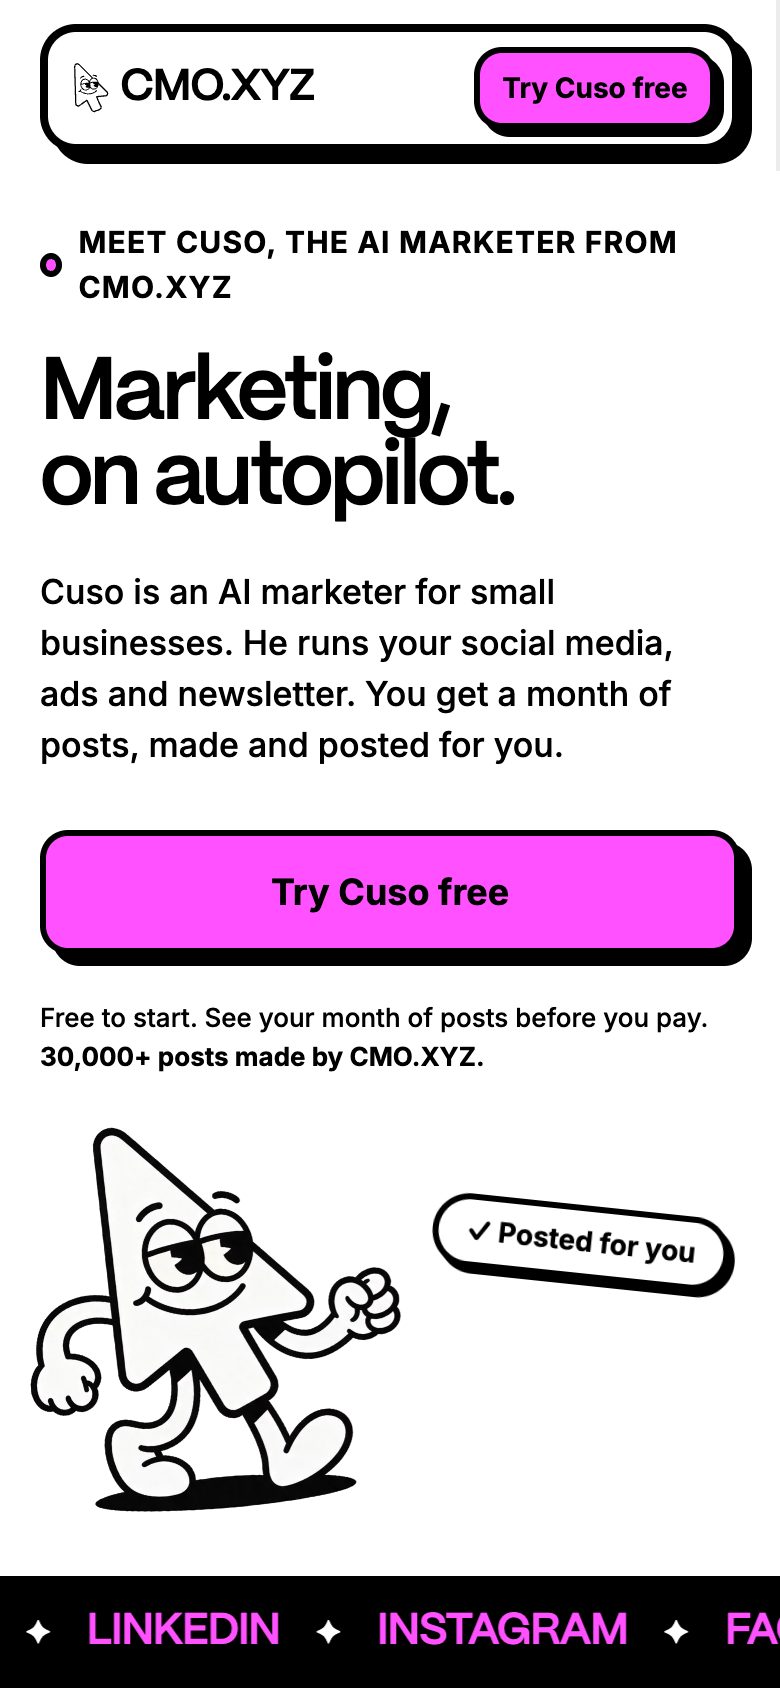 CMO.XYZ
Try Cuso free
MEET CUSO, THE AI MARKETER FROM
CMO.XYZ
Marketing,
on autopilot.
Cuso is an AI marketer for small
businesses. He runs your social media,
ads and newsletter. You get a month of
posts, made and posted for you.
Try Cuso free
Free to start. See your month of posts before you pay.
30,000+ posts made by CMO.XYZ.
✓ Posted for you
✦ LINKEDIN ✦ INSTAGRAM ✦